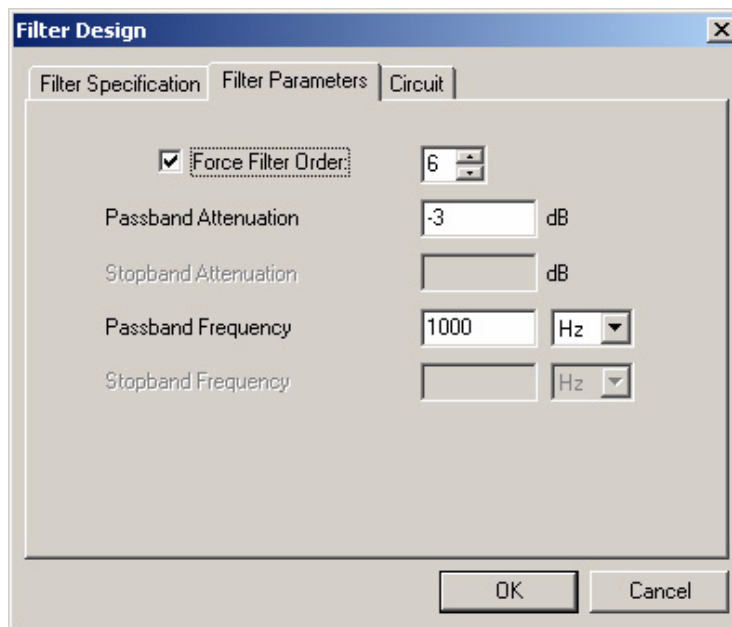 Filter Design
Filter Specification Filter Parameters Circuit
Force Filter Order: 6
Passband Attenuation -3 dB
Stopband Attenuation dB
Passband Frequency 1000 Hz
Stopband Frequency Hz
OK Cancel